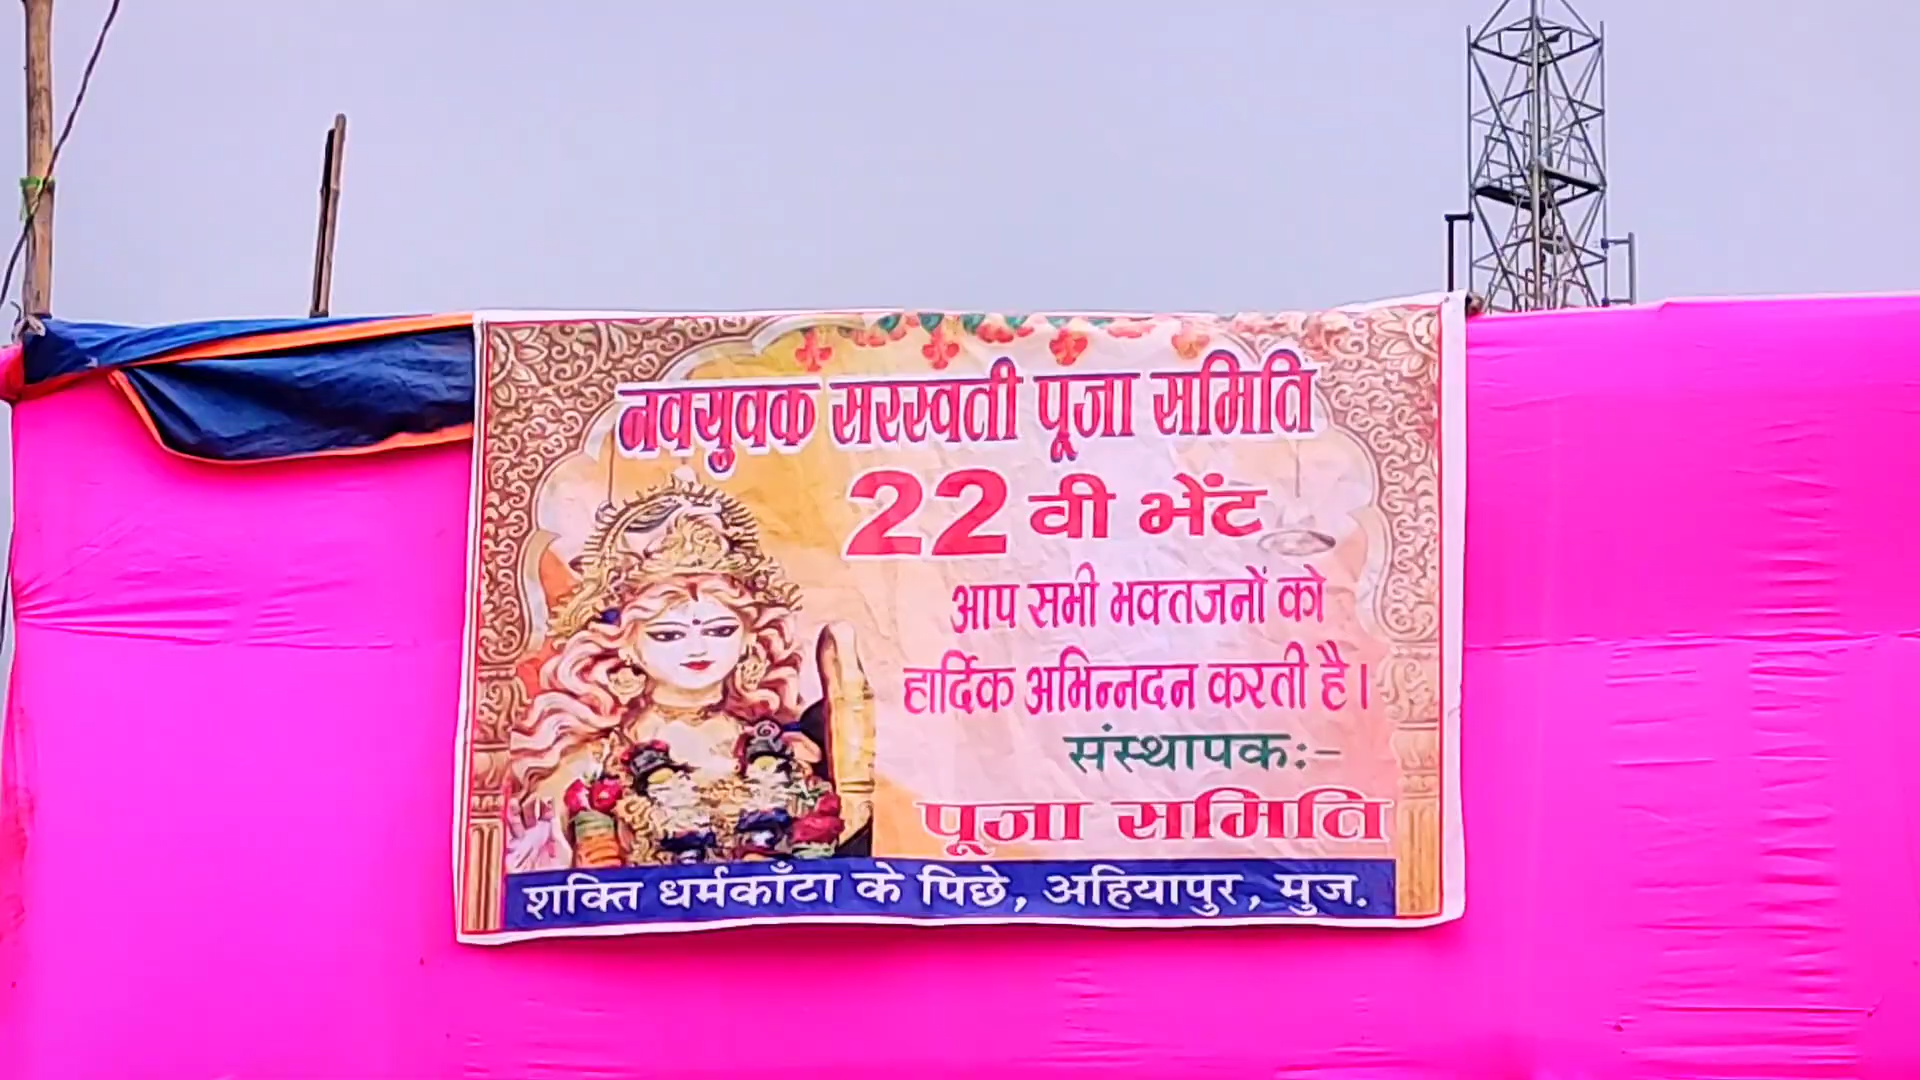 नवयुवक सरस्वती पूजा समिति
22 वी भेंट
आप सभी भक्तजनों को
हार्दिक अभिन्नदन करती है।
संस्थापक:-
पूजा समिति
शक्ति धर्मकाँटा के पिछे, अहियापुर, मुज.